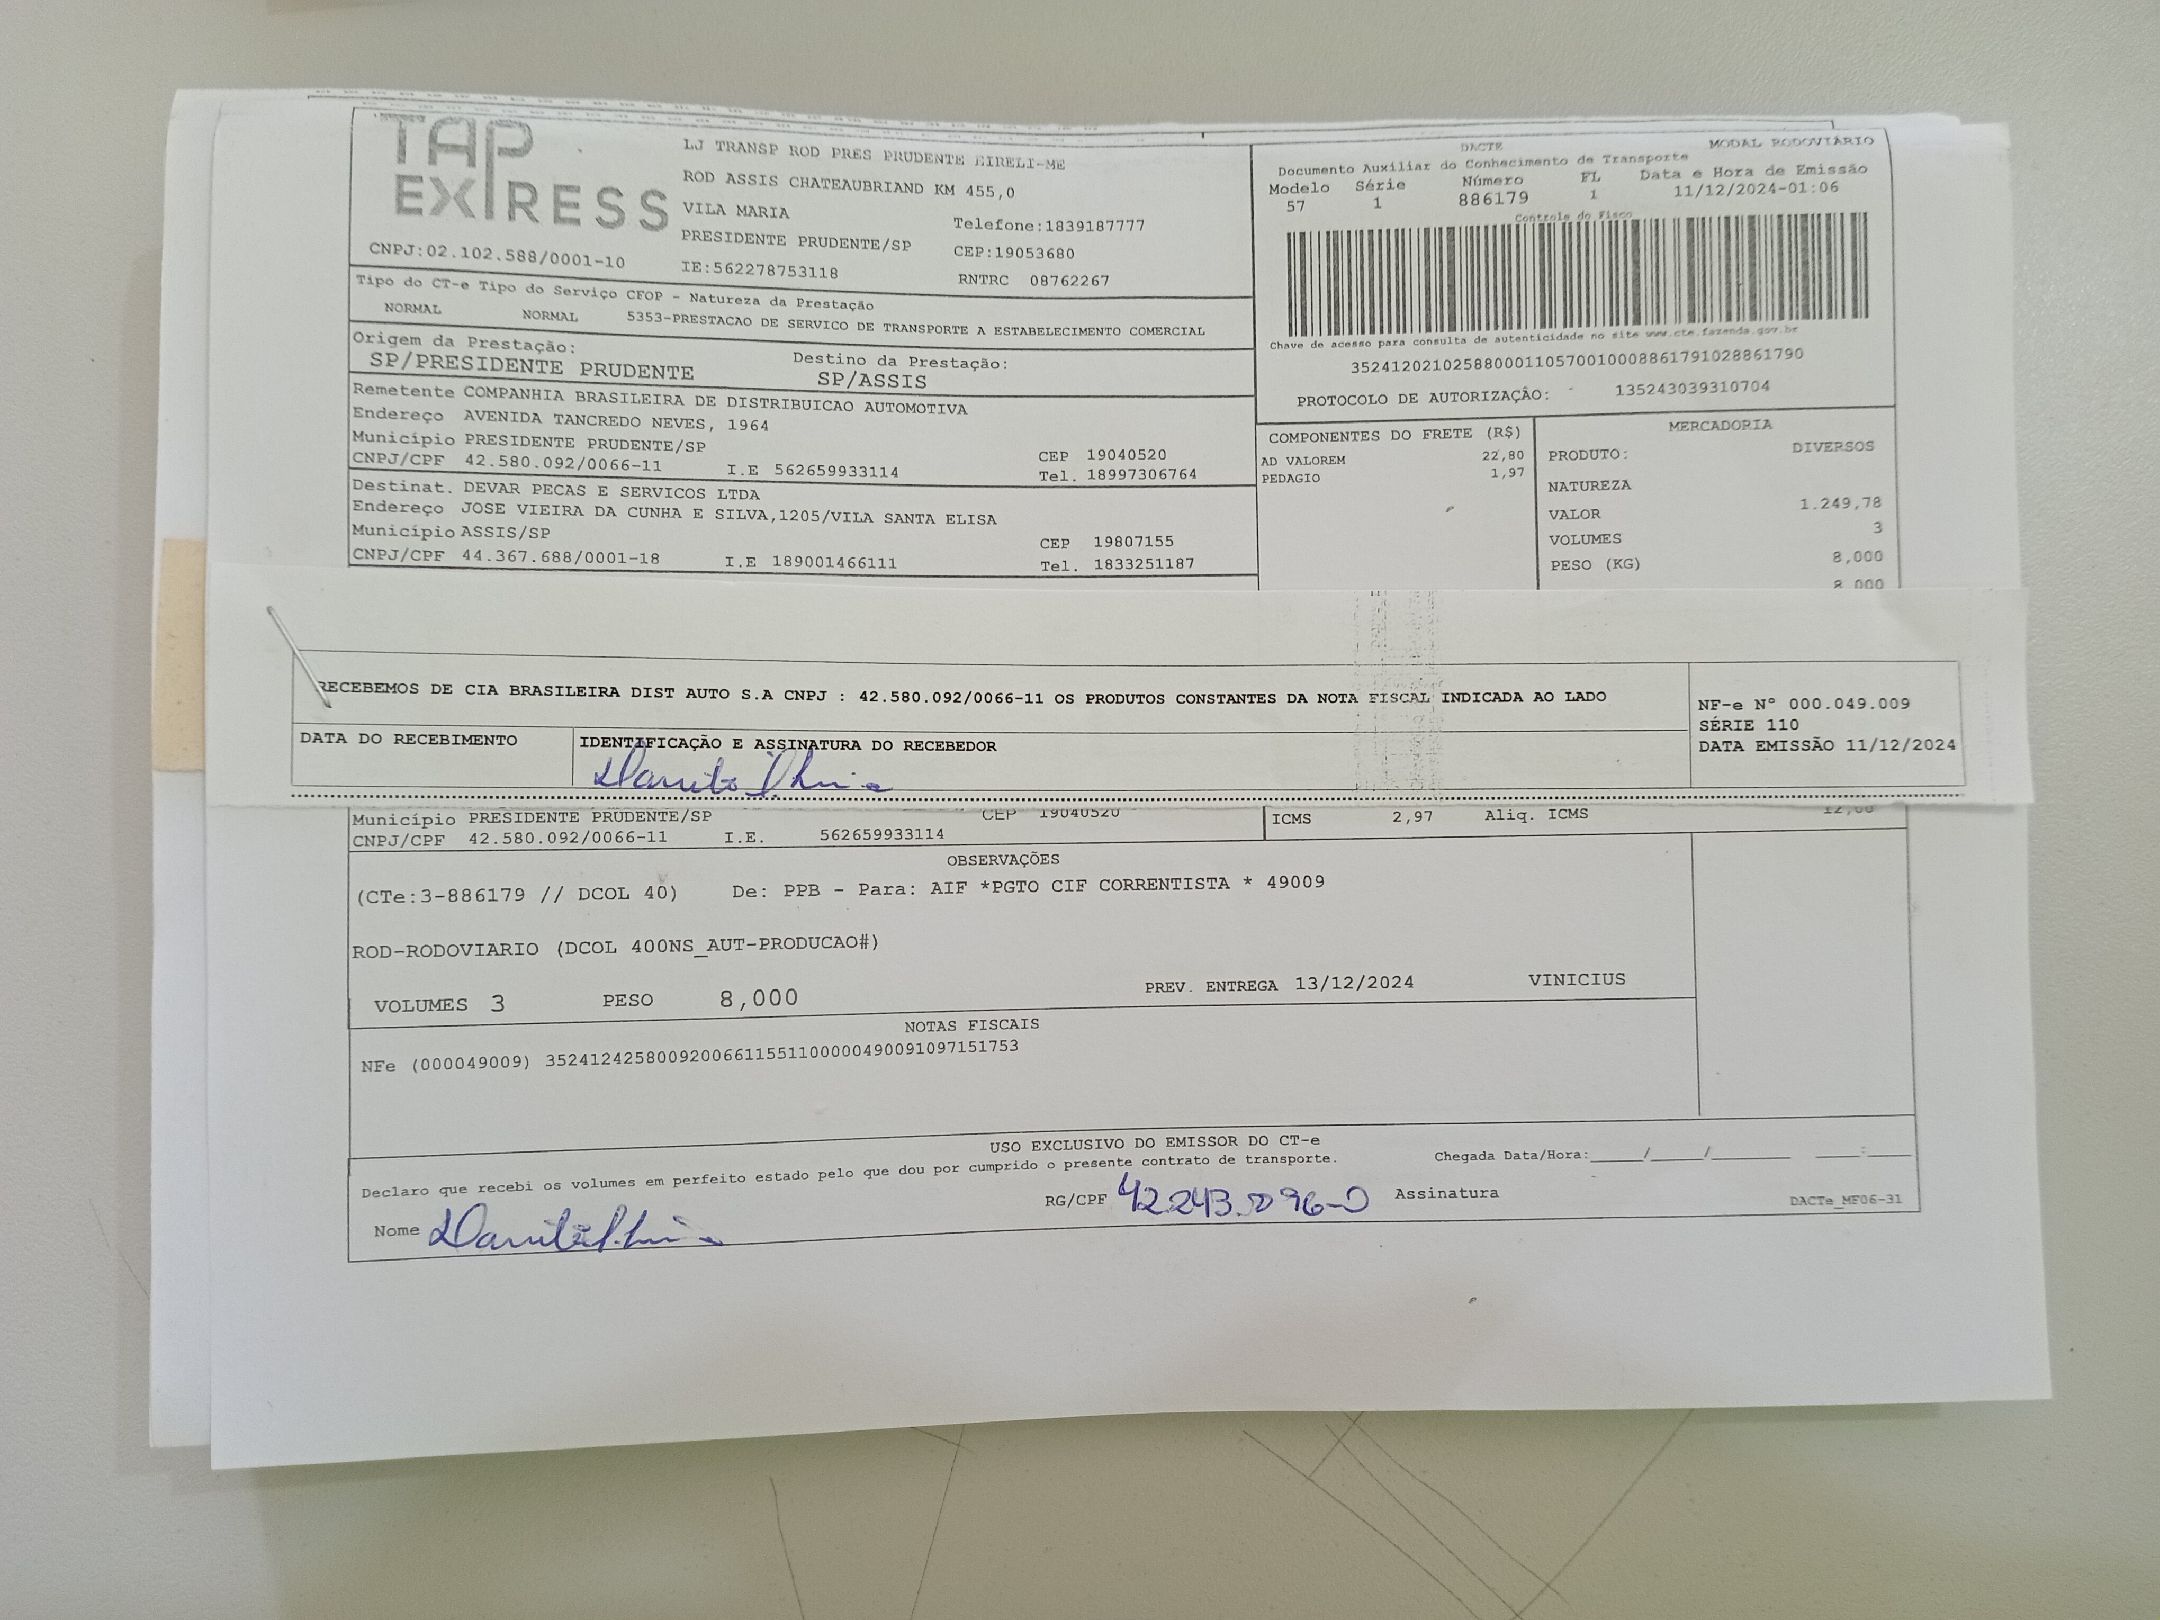 TAP
EXPRESS
LJ TRANSP ROD PRES PRUDENTE EIRELI-ME
ROD ASSIS CHATEAUBRIAND KM 455,0
VILA MARIA Telefone:1839187777
PRESIDENTE PRUDENTE/SP CEP:19053680
CNPJ:02.102.588/0001-10 IE:562278753118 RNTRC 08762267
DACTE MODAL RODOVIÁRIO
Documento Auxiliar do Conhecimento de Transporte
Modelo Série Número FL Data e Hora de Emissão
57 1 886179 1 11/12/2024-01:06
Controle do Fisco
Chave de acesso para consulta de autenticidade no site www.cte.fazenda.gov.br
35241202102588000110570010008861791028861790
PROTOCOLO DE AUTORIZAÇÃO: 135243039310704
Tipo do CT-e Tipo do Serviço CFOP - Natureza da Prestação
NORMAL NORMAL 5353-PRESTACAO DE SERVICO DE TRANSPORTE A ESTABELECIMENTO COMERCIAL
Origem da Prestação: Destino da Prestação:
SP/PRESIDENTE PRUDENTE SP/ASSIS
Remetente COMPANHIA BRASILEIRA DE DISTRIBUICAO AUTOMOTIVA
Endereço AVENIDA TANCREDO NEVES, 1964
Município PRESIDENTE PRUDENTE/SP CEP 19040520
CNPJ/CPF 42.580.092/0066-11 I.E 562659933114 Tel. 18997306764
Destinat. DEVAR PECAS E SERVICOS LTDA
Endereço JOSE VIEIRA DA CUNHA E SILVA,1205/VILA SANTA ELISA
Município ASSIS/SP CEP 19807155
CNPJ/CPF 44.367.688/0001-18 I.E 189001466111 Tel. 1833251187
COMPONENTES DO FRETE (R$)
AD VALOREM 22,80
PEDAGIO 1,97
MERCADORIA
PRODUTO: DIVERSOS
NATUREZA
VALOR 1.249,78
VOLUMES 3
PESO (KG) 8,000
8,000
RECEBEMOS DE CIA BRASILEIRA DIST AUTO S.A CNPJ : 42.580.092/0066-11 OS PRODUTOS CONSTANTES DA NOTA FISCAL INDICADA AO LADO
NF-e Nº 000.049.009
SÉRIE 110
DATA EMISSÃO 11/12/2024
DATA DO RECEBIMENTO IDENTIFICAÇÃO E ASSINATURA DO RECEBEDOR
Município PRESIDENTE PRUDENTE/SP CEP 19040520
CNPJ/CPF 42.580.092/0066-11 I.E. 562659933114
ICMS 2,97 Aliq. ICMS 12,00
OBSERVAÇÕES
(CTe:3-886179 // DCOL 40) De: PPB - Para: AIF *PGTO CIF CORRENTISTA * 49009
ROD-RODOVIARIO (DCOL 400NS_AUT-PRODUCAO#)
VOLUMES 3 PESO 8,000 PREV. ENTREGA 13/12/2024 VINICIUS
NOTAS FISCAIS
NFe (000049009) 35241242580092006611551100000490091097151753
USO EXCLUSIVO DO EMISSOR DO CT-e
Declaro que recebi os volumes em perfeito estado pelo que dou por cumprido o presente contrato de transporte. Chegada Data/Hora:____/____/______ ____:____
Nome RG/CPF Assinatura DACTe_MF06-31